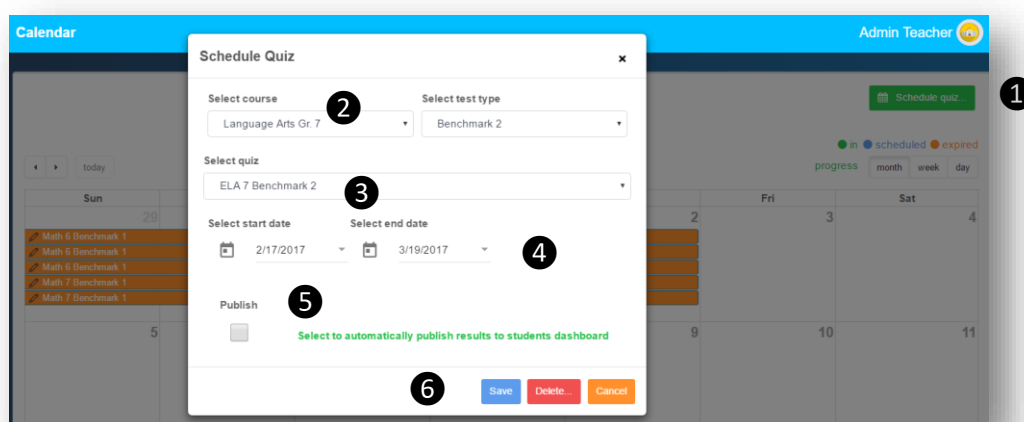 Calendar
Admin Teacher
Schedule Quiz
×
Schedule quiz...
1
Select course
2
Select test type
Language Arts Gr. 7
Benchmark 2
in scheduled expired
progress
today
month week day
Select quiz
ELA 7 Benchmark 2
3
Sun
Fri
Sat
29
2
3
4
Select start date
Select end date
Math 6 Benchmark 1
Math 6 Benchmark 1
Math 6 Benchmark 1
Math 7 Benchmark 1
Math 7 Benchmark 1
2/17/2017
3/19/2017
4
Publish
5
Select to automatically publish results to students dashboard
5
9
10
11
6
Save
Delete...
Cancel